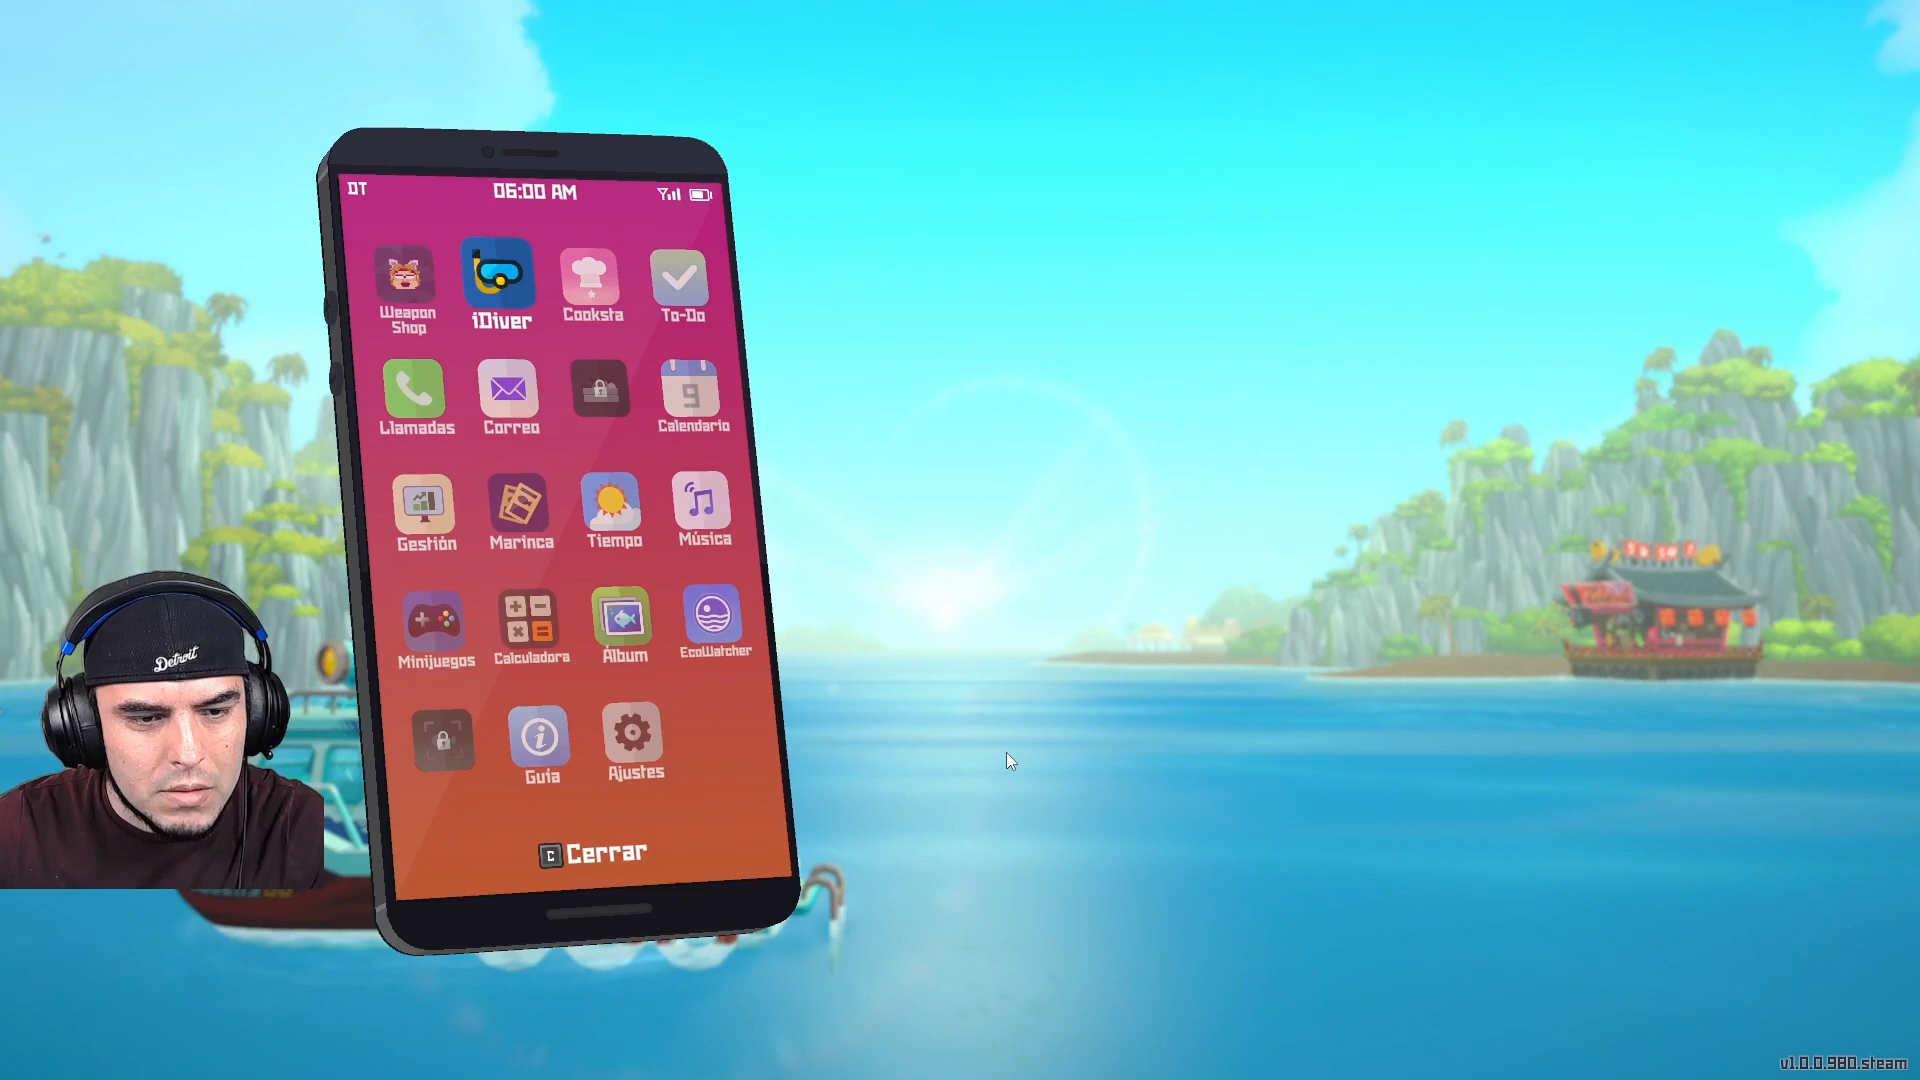 DT
06:00 AM
Weapon
Shop
iDiver
Cooksta
To-Do
Llamadas
Correo
9
Calendario
Gestión
Marinca
Tiempo
Música
Minijuegos
Calculadora
Álbum
EcoWatcher
Guía
Ajustes
C Cerrar
Detroit
v1.0.0.980.steam